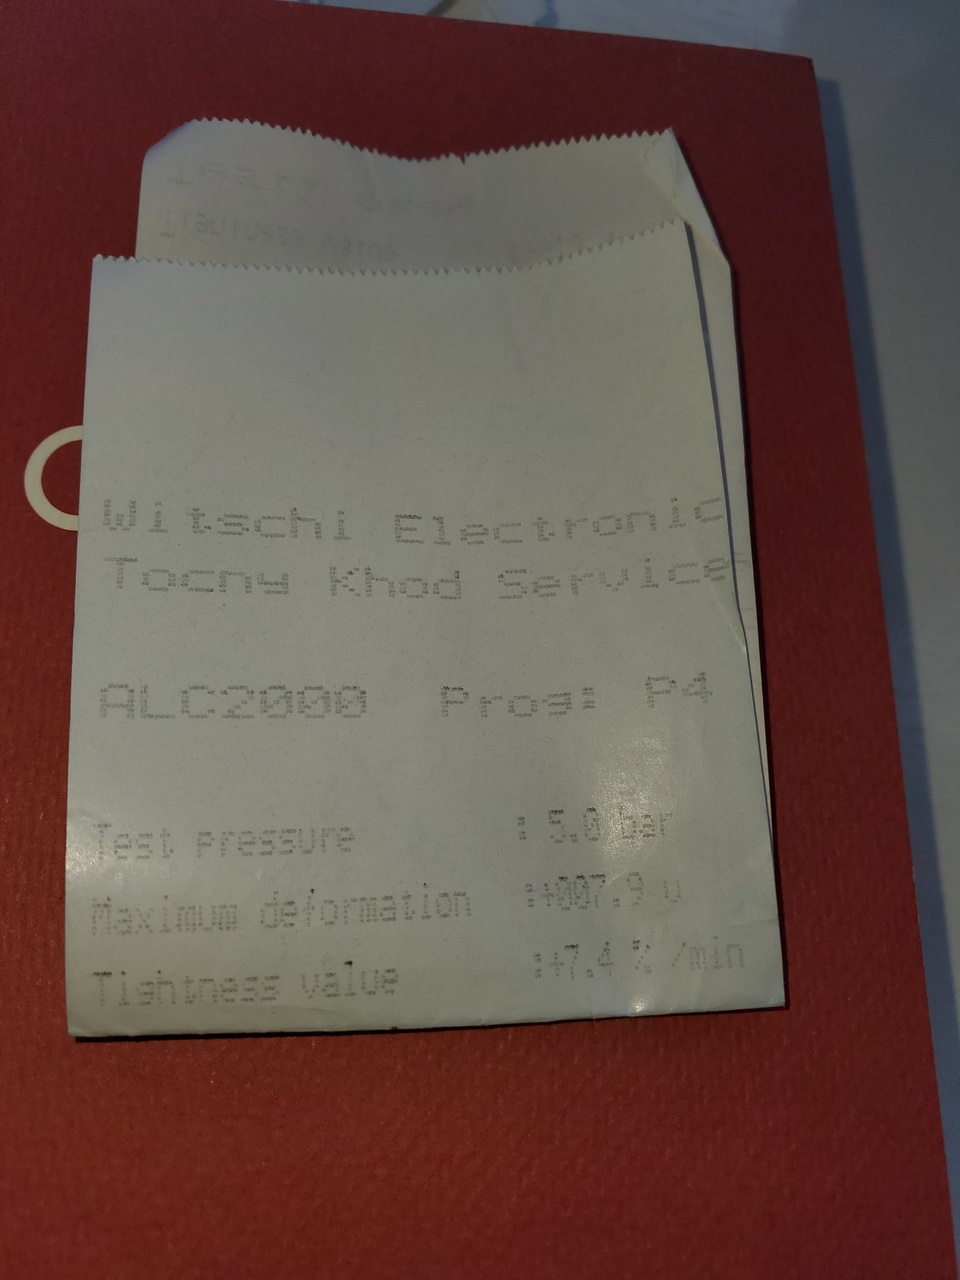 Witschi Electronic
Tocny Khod Service
ALC2000 Prog: P4
Test Pressure :5.0 bar
Maximum deformation :+007.9 u
Tightness value :+7.4 % /min